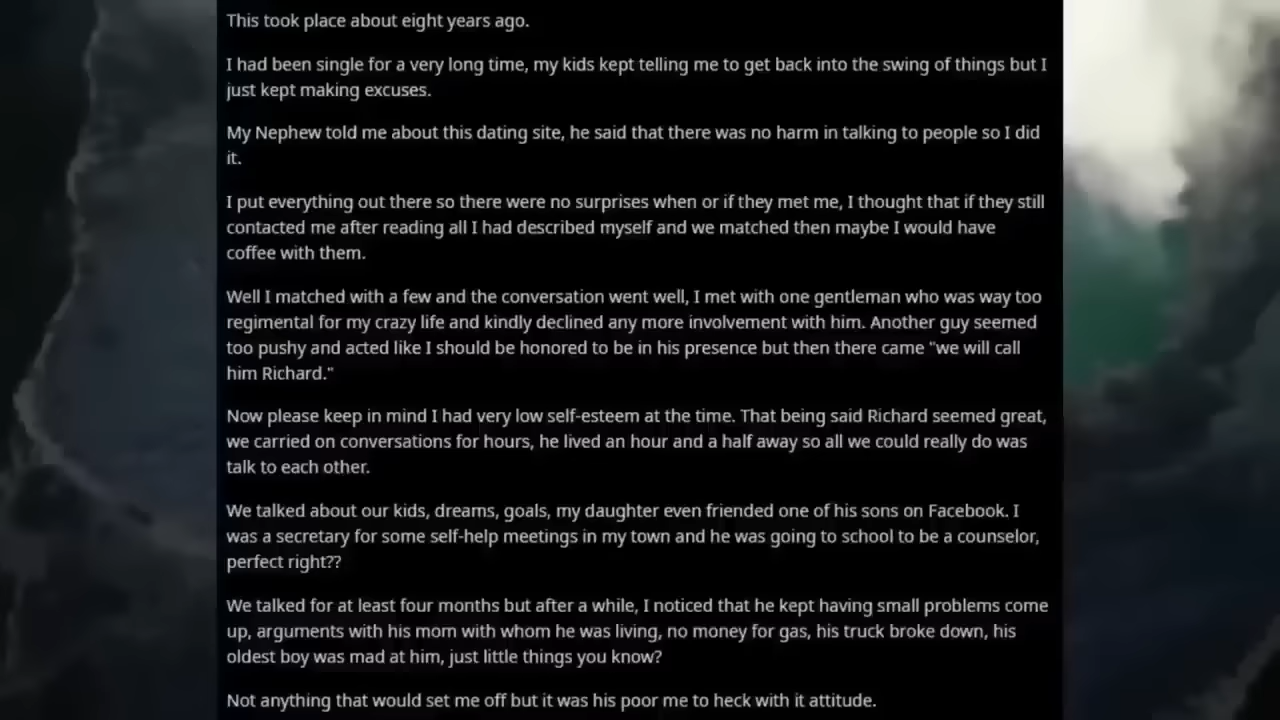 This took place about eight years ago.
I had been single for a very long time, my kids kept telling me to get back into the swing of things but I
just kept making excuses.
My Nephew told me about this dating site, he said that there was no harm in talking to people so I did
it.
I put everything out there so there were no surprises when or if they met me, I thought that if they still
contacted me after reading all I had described myself and we matched then maybe I would have
coffee with them.
Well I matched with a few and the conversation went well, I met with one gentleman who was way too
regimental for my crazy life and kindly declined any more involvement with him. Another guy seemed
too pushy and acted like I should be honored to be in his presence but then there came "we will call
him Richard."
Now please keep in mind I had very low self-esteem at the time. That being said Richard seemed great,
we carried on conversations for hours, he lived an hour and a half away so all we could really do was
talk to each other.
We talked about our kids, dreams, goals, my daughter even friended one of his sons on Facebook. I
was a secretary for some self-help meetings in my town and he was going to school to be a counselor,
perfect right??
We talked for at least four months but after a while, I noticed that he kept having small problems come
up, arguments with his mom with whom he was living, no money for gas, his truck broke down, his
oldest boy was mad at him, just little things you know?
Not anything that would set me off but it was his poor me to heck with it attitude.